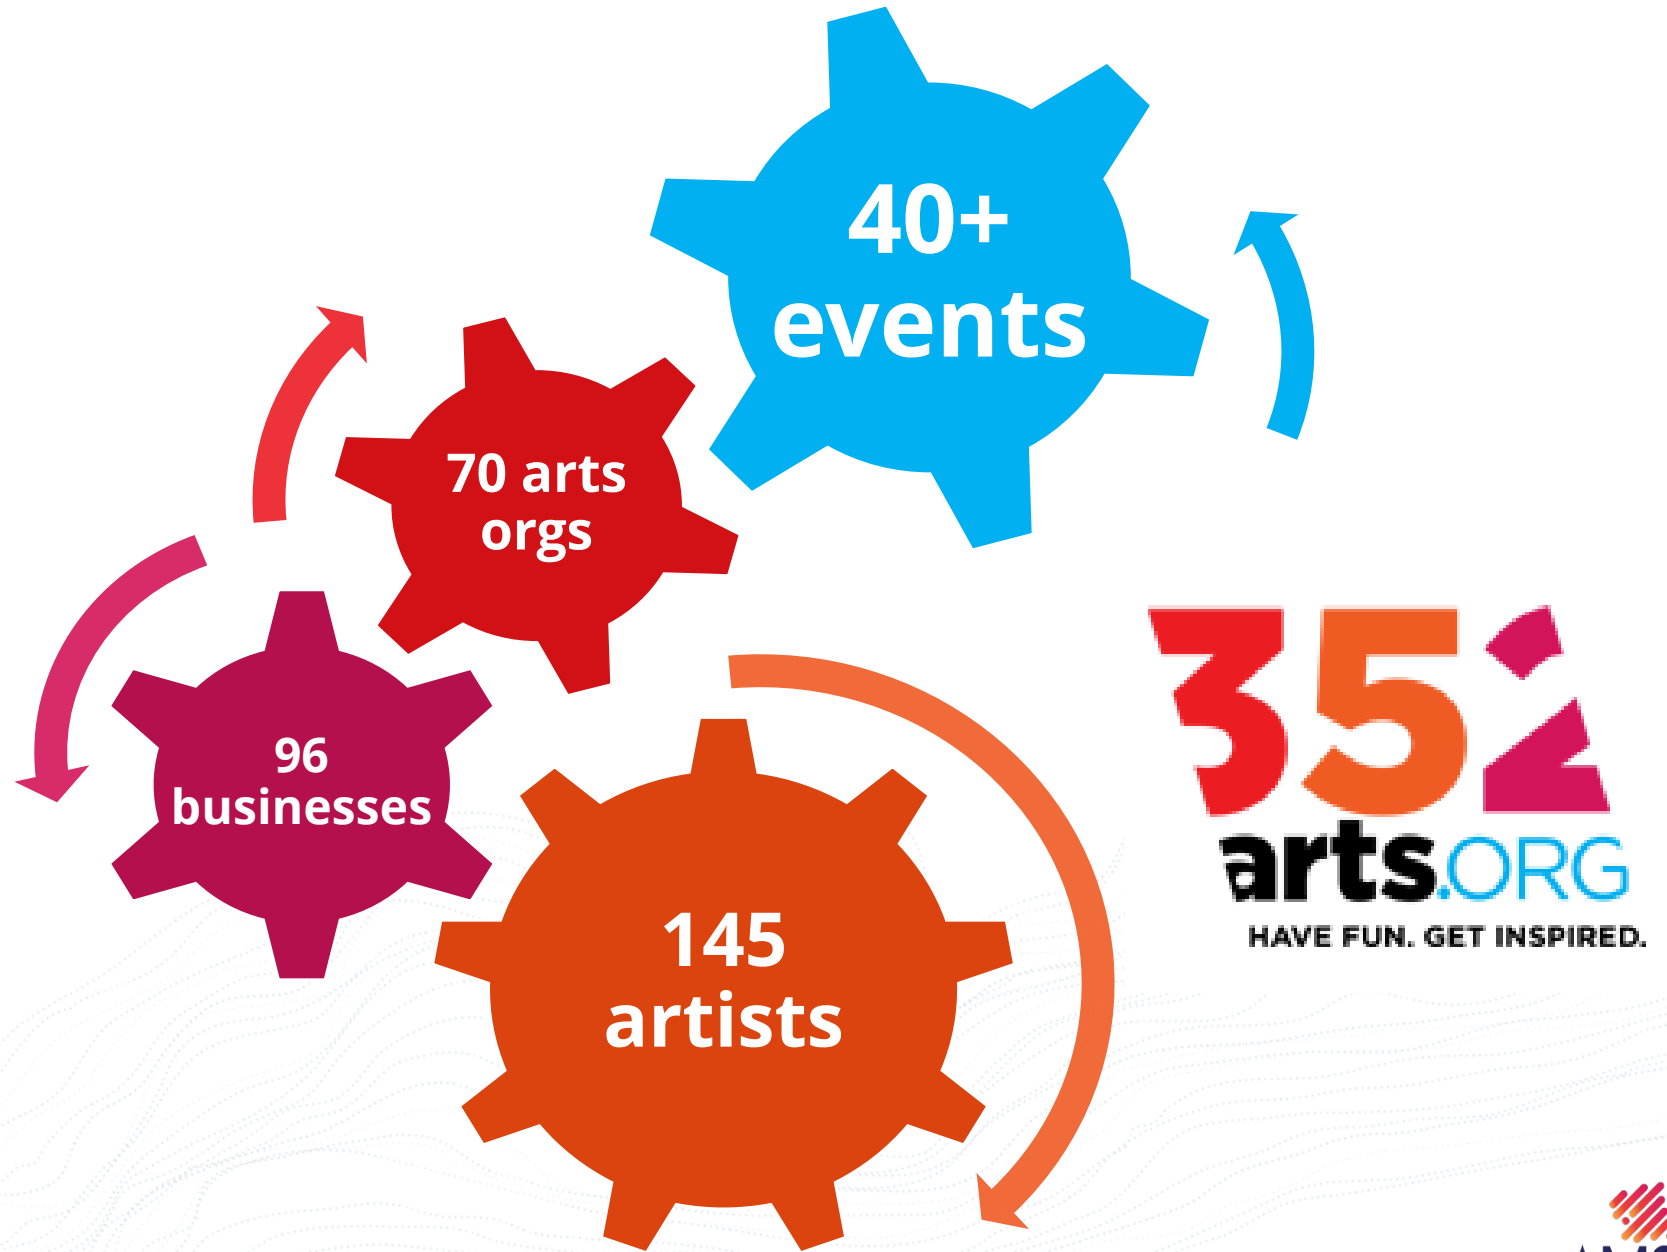 40+
events
70 arts
orgs
96
businesses
145
artists
352
arts.ORG
HAVE FUN. GET INSPIRED.